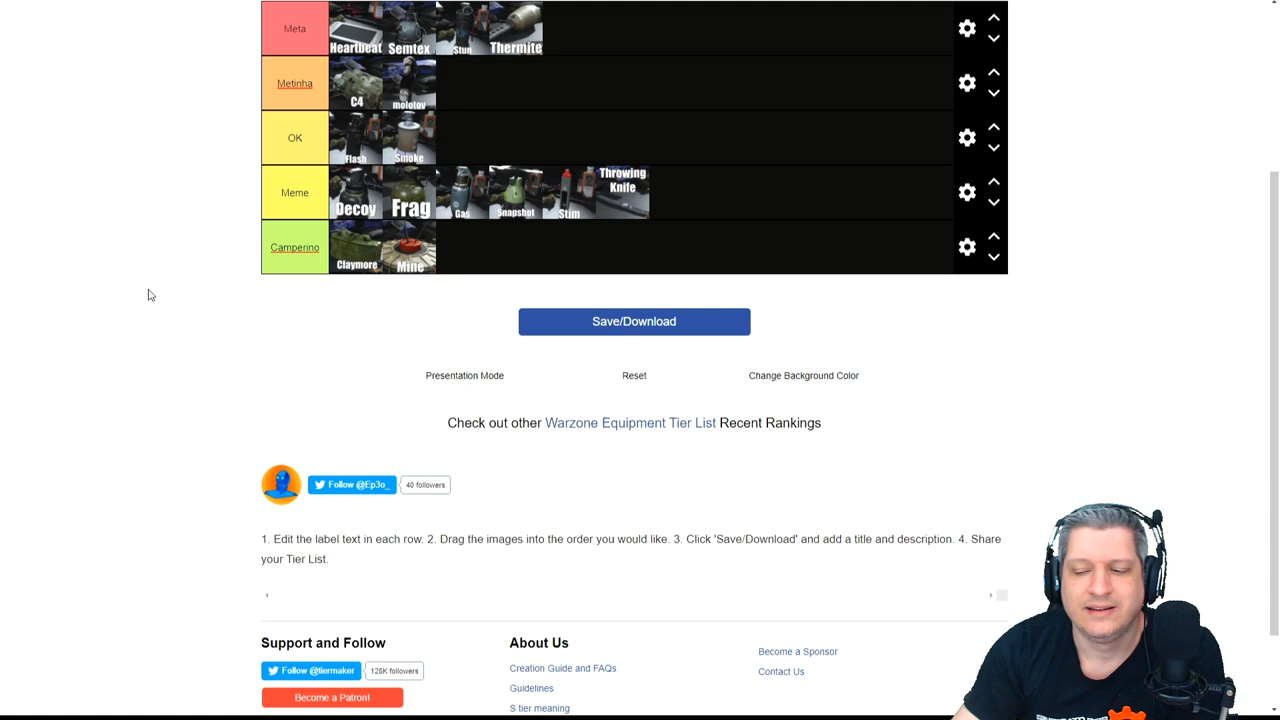 Meta
Heartbeat
Semtex
Stun
Thermite
Metinha
C4
molotov
OK
Flash
Smoke
Meme
Decoy
Frag
Gas
Snapshot
Stim
Throwing
Knife
Camperino
Claymore
Mine
Save/Download
Presentation Mode
Reset
Change Background Color
Check out other Warzone Equipment Tier List Recent Rankings
Follow @Ep3o_
40 followers
1. Edit the label text in each row. 2. Drag the images into the order you would like. 3. Click 'Save/Download' and add a title and description. 4. Share
your Tier List.
Support and Follow
Follow @tiermaker
128K followers
Become a Patron!
About Us
Creation Guide and FAQs
Guidelines
S tier meaning
Become a Sponsor
Contact Us